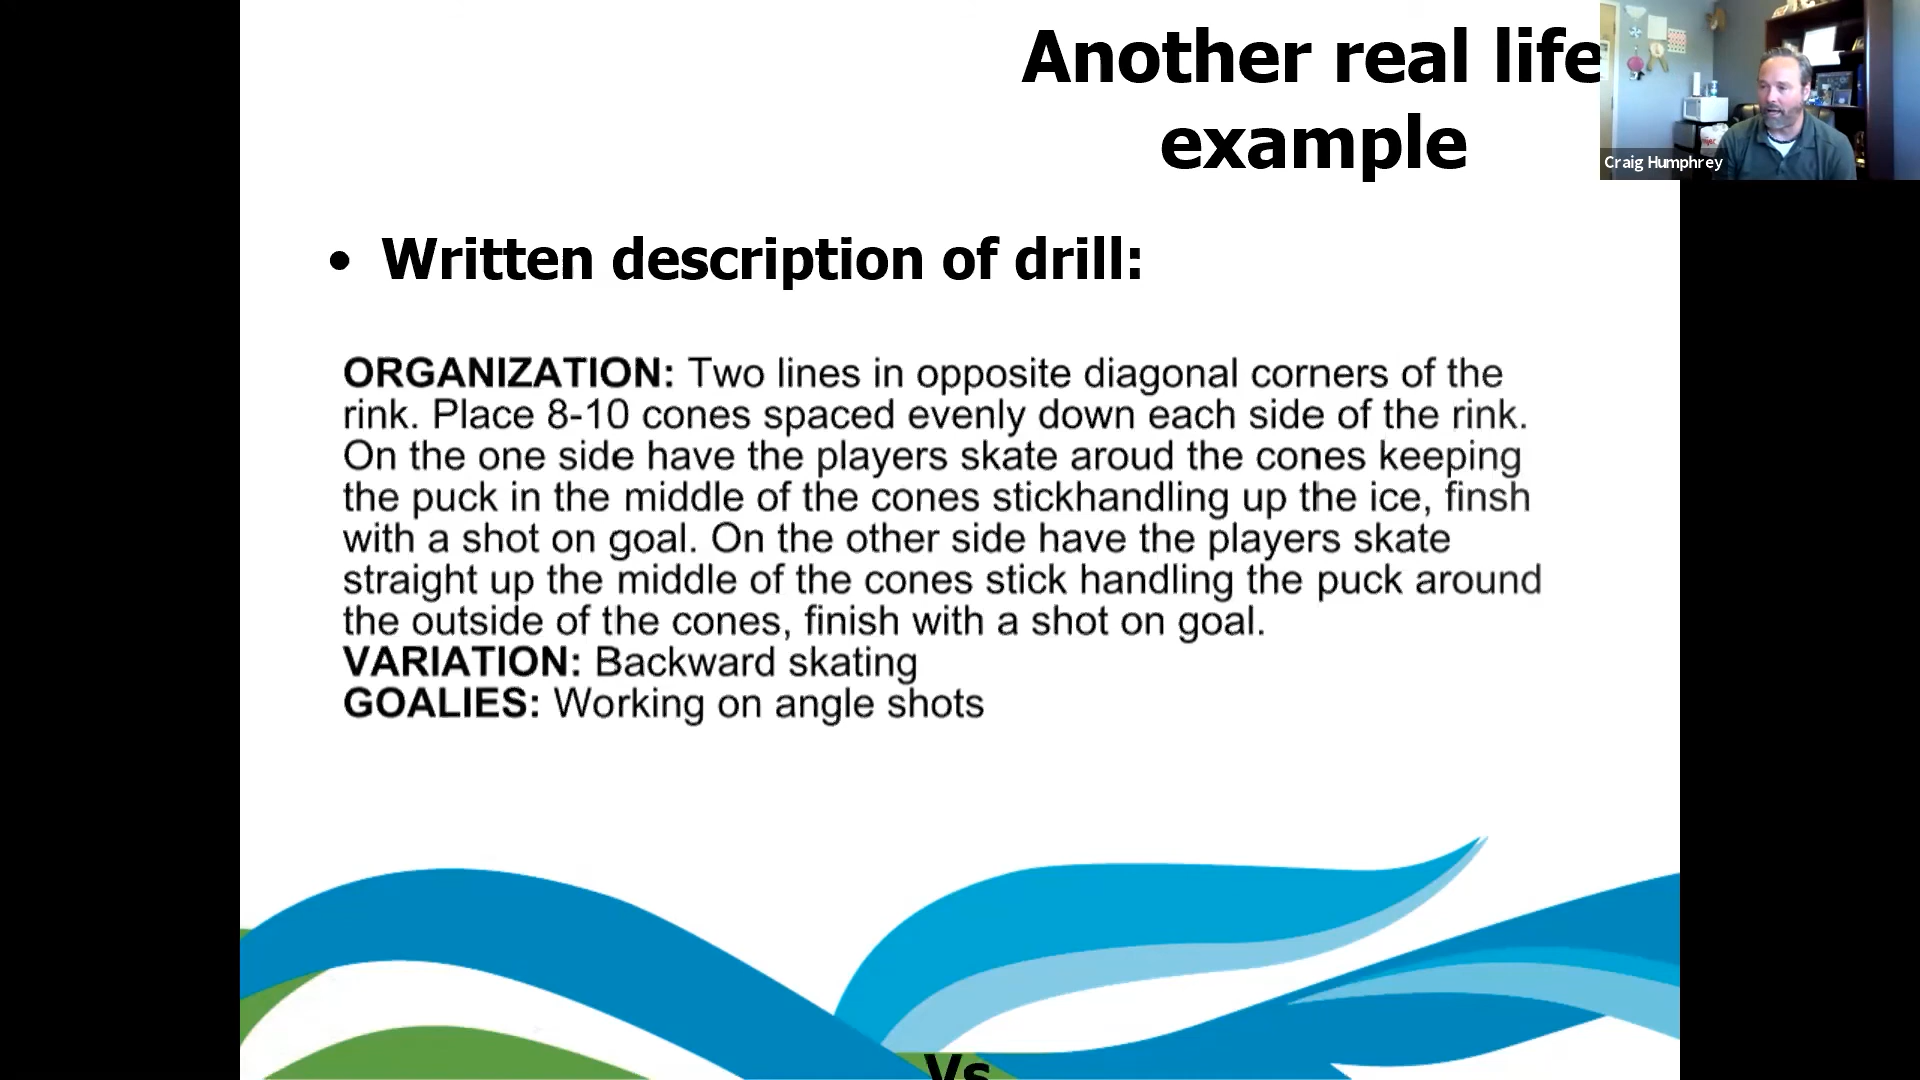 Another real life
example
Craig Humphrey
• Written description of drill:
ORGANIZATION: Two lines in opposite diagonal corners of the
rink. Place 8-10 cones spaced evenly down each side of the rink.
On the one side have the players skate aroud the cones keeping
the puck in the middle of the cones stickhandling up the ice, finsh
with a shot on goal. On the other side have the players skate
straight up the middle of the cones stick handling the puck around
the outside of the cones, finish with a shot on goal.
VARIATION: Backward skating
GOALIES: Working on angle shots
Vs